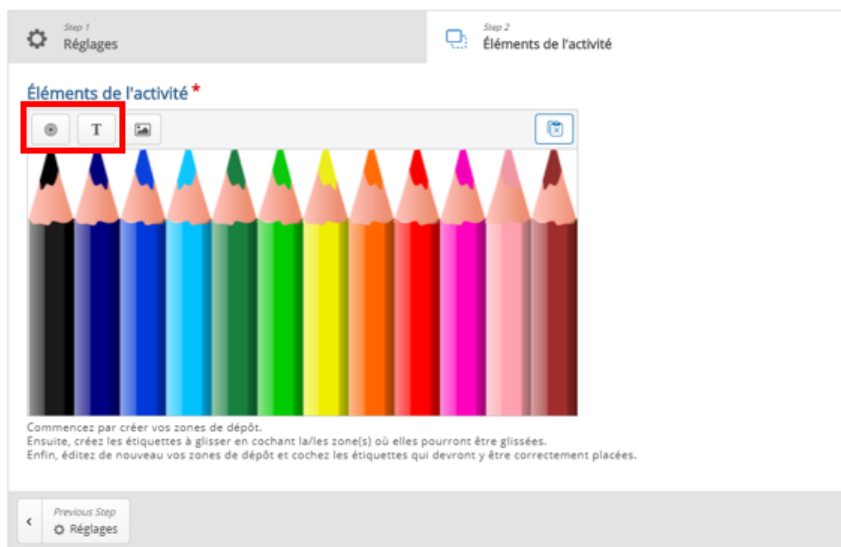 Step 1
Réglages
Step 2
Éléments de l'activité
Éléments de l'activité *
T
Commencez par créer vos zones de dépôt.
Ensuite, créez les étiquettes à glisser en cochant la/les zone(s) où elles pourront être glissées.
Enfin, éditez de nouveau vos zones de dépôt et cochez les étiquettes qui devront y être correctement placées.
Previous Step
Réglages